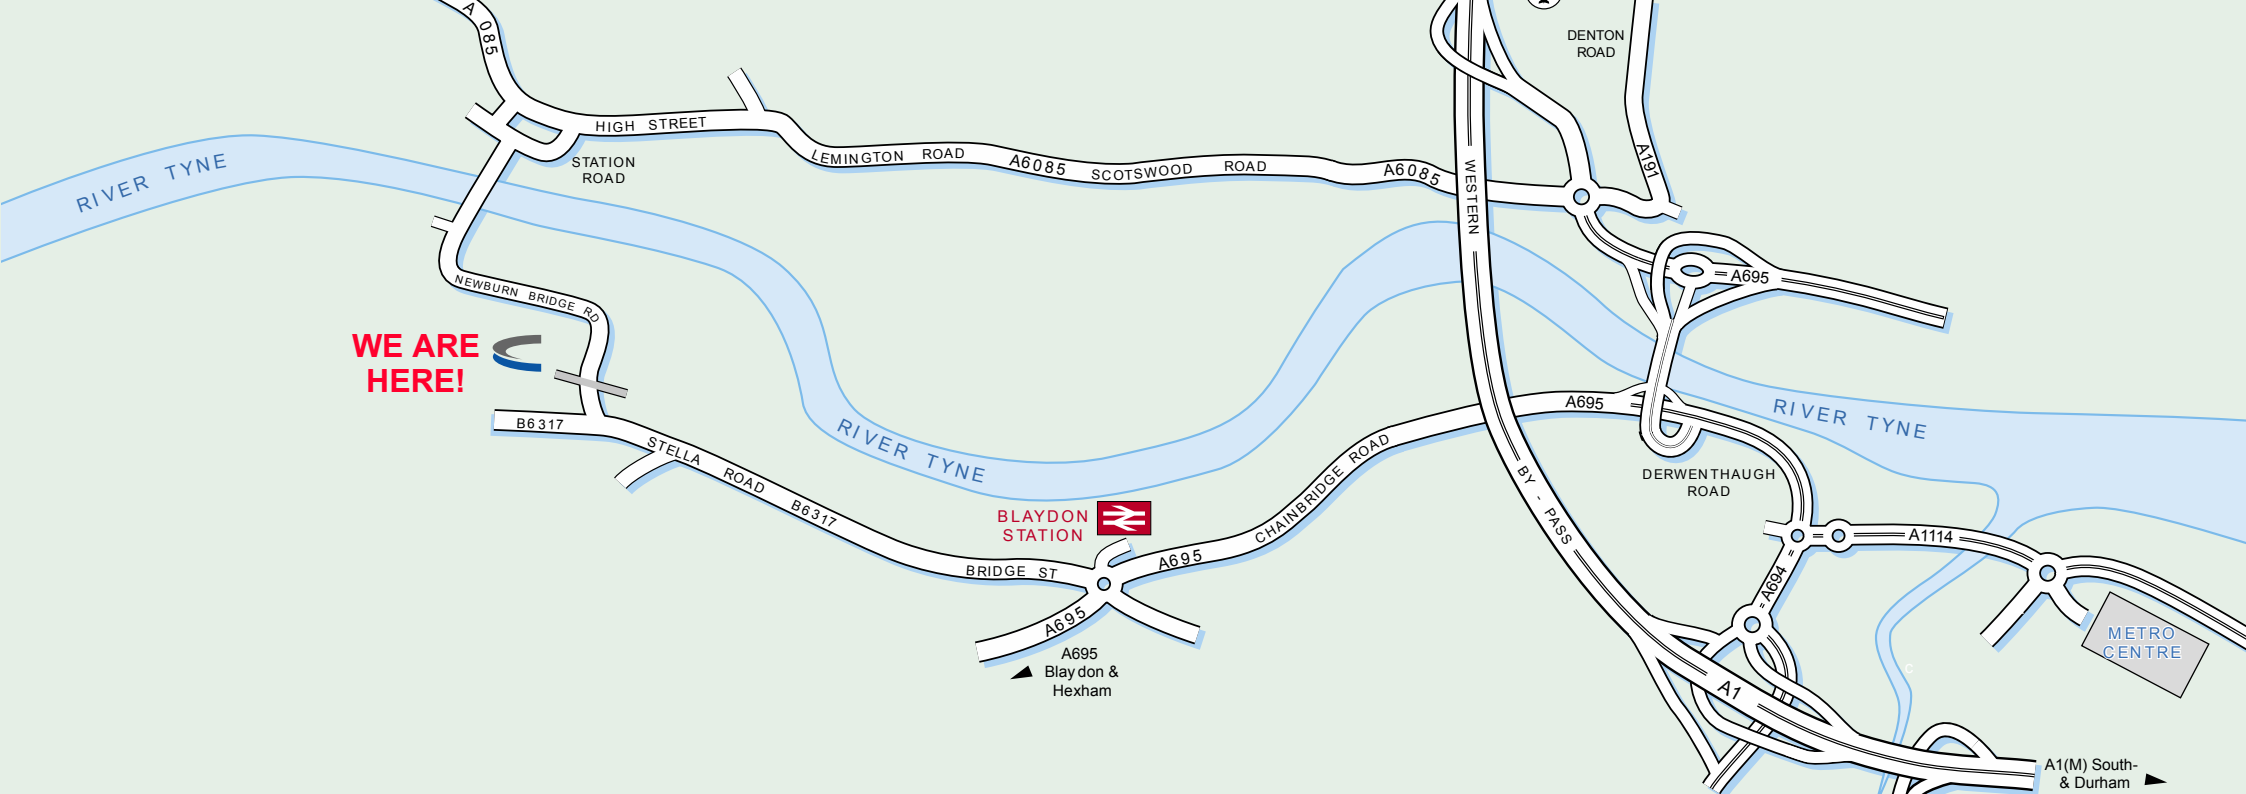 A 085
DENTON
ROAD
HIGH STREET
STATION
ROAD
LEMINGTON ROAD
A6085
SCOTSWOOD ROAD
A6085
WESTERN
A191
RIVER TYNE
NEWBURN BRIDGE RD
A695
WE ARE
HERE!
B6317
STELLA ROAD B6317
RIVER TYNE
CHAINBRIDGE ROAD
A695
RIVER TYNE
BY - PASS
DERWENTHAUGH
ROAD
BLAYDON
STATION
BRIDGE ST
A695
A1114
A694
A695
A695
Blaydon &
Hexham
METRO
CENTRE
C
A1
A1(M) South-
& Durham